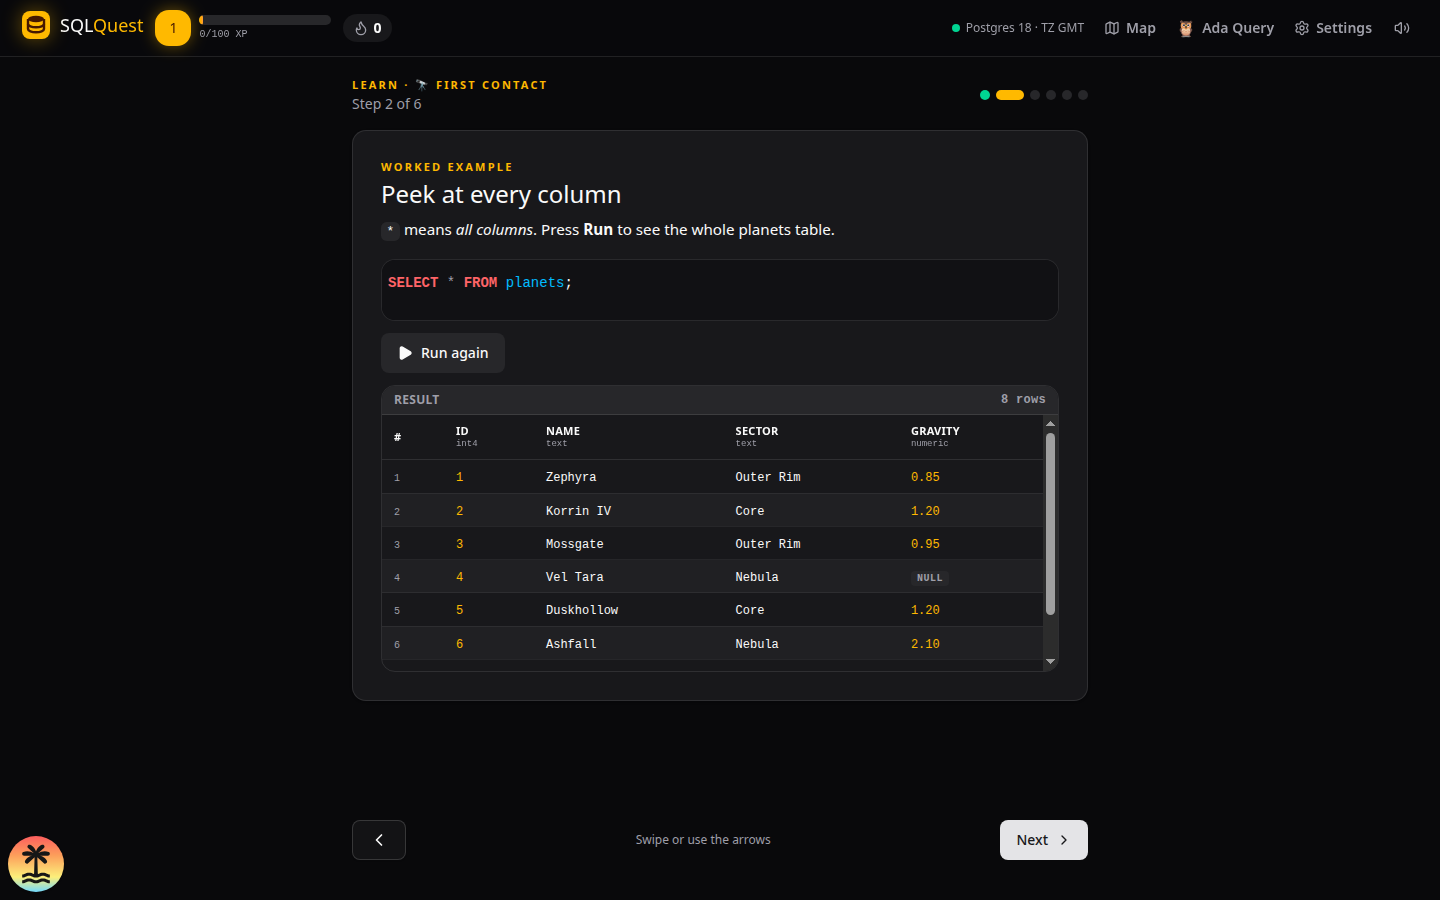 SQLQuest
1
0/100 XP
0
Postgres 18 · TZ GMT
Map
Ada Query
Settings
LEARN · FIRST CONTACT
Step 2 of 6
WORKED EXAMPLE
Peek at every column
* means all columns. Press Run to see the whole planets table.
SELECT * FROM planets;
Run again
RESULT
8 rows
# ID NAME SECTOR GRAVITY
int4 text text numeric
1 1 Zephyra Outer Rim 0.85
2 2 Korrin IV Core 1.20
3 3 Mossgate Outer Rim 0.95
4 4 Vel Tara Nebula NULL
5 5 Duskhollow Core 1.20
6 6 Ashfall Nebula 2.10
Swipe or use the arrows
Next